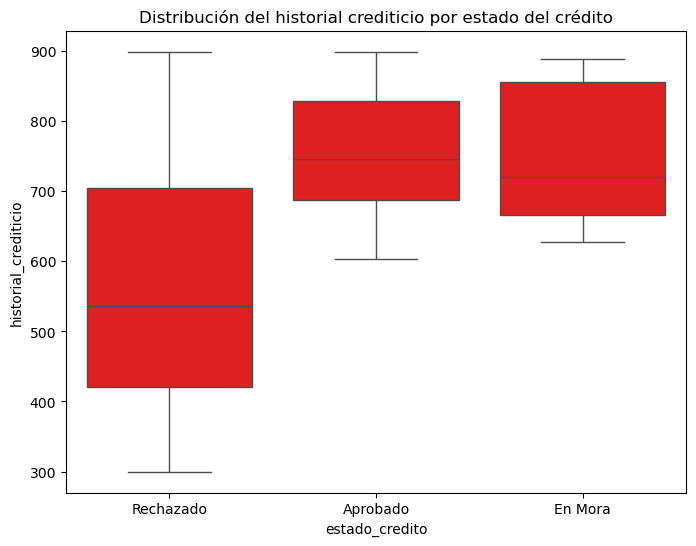 Distribución del historial crediticio por estado del crédito
historial_crediticio
900
800
700
600
500
400
300
Rechazado
Aprobado
En Mora
estado_credito